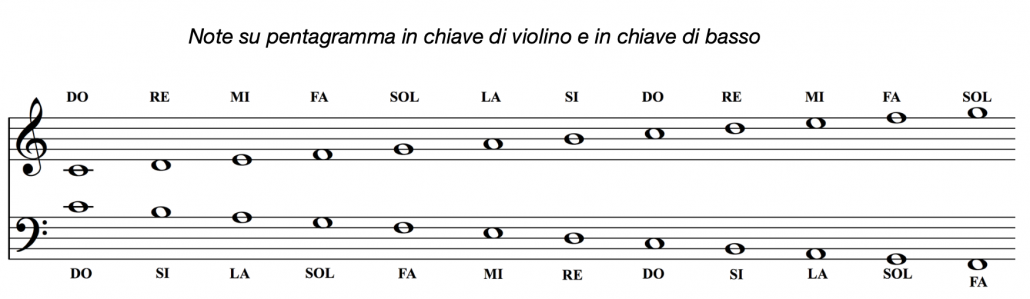 Note su pentagramma in chiave di violino e in chiave di basso
DO RE MI FA SOL LA SI DO RE MI FA SOL
DO SI LA SOL FA MI RE DO SI LA SOL FA